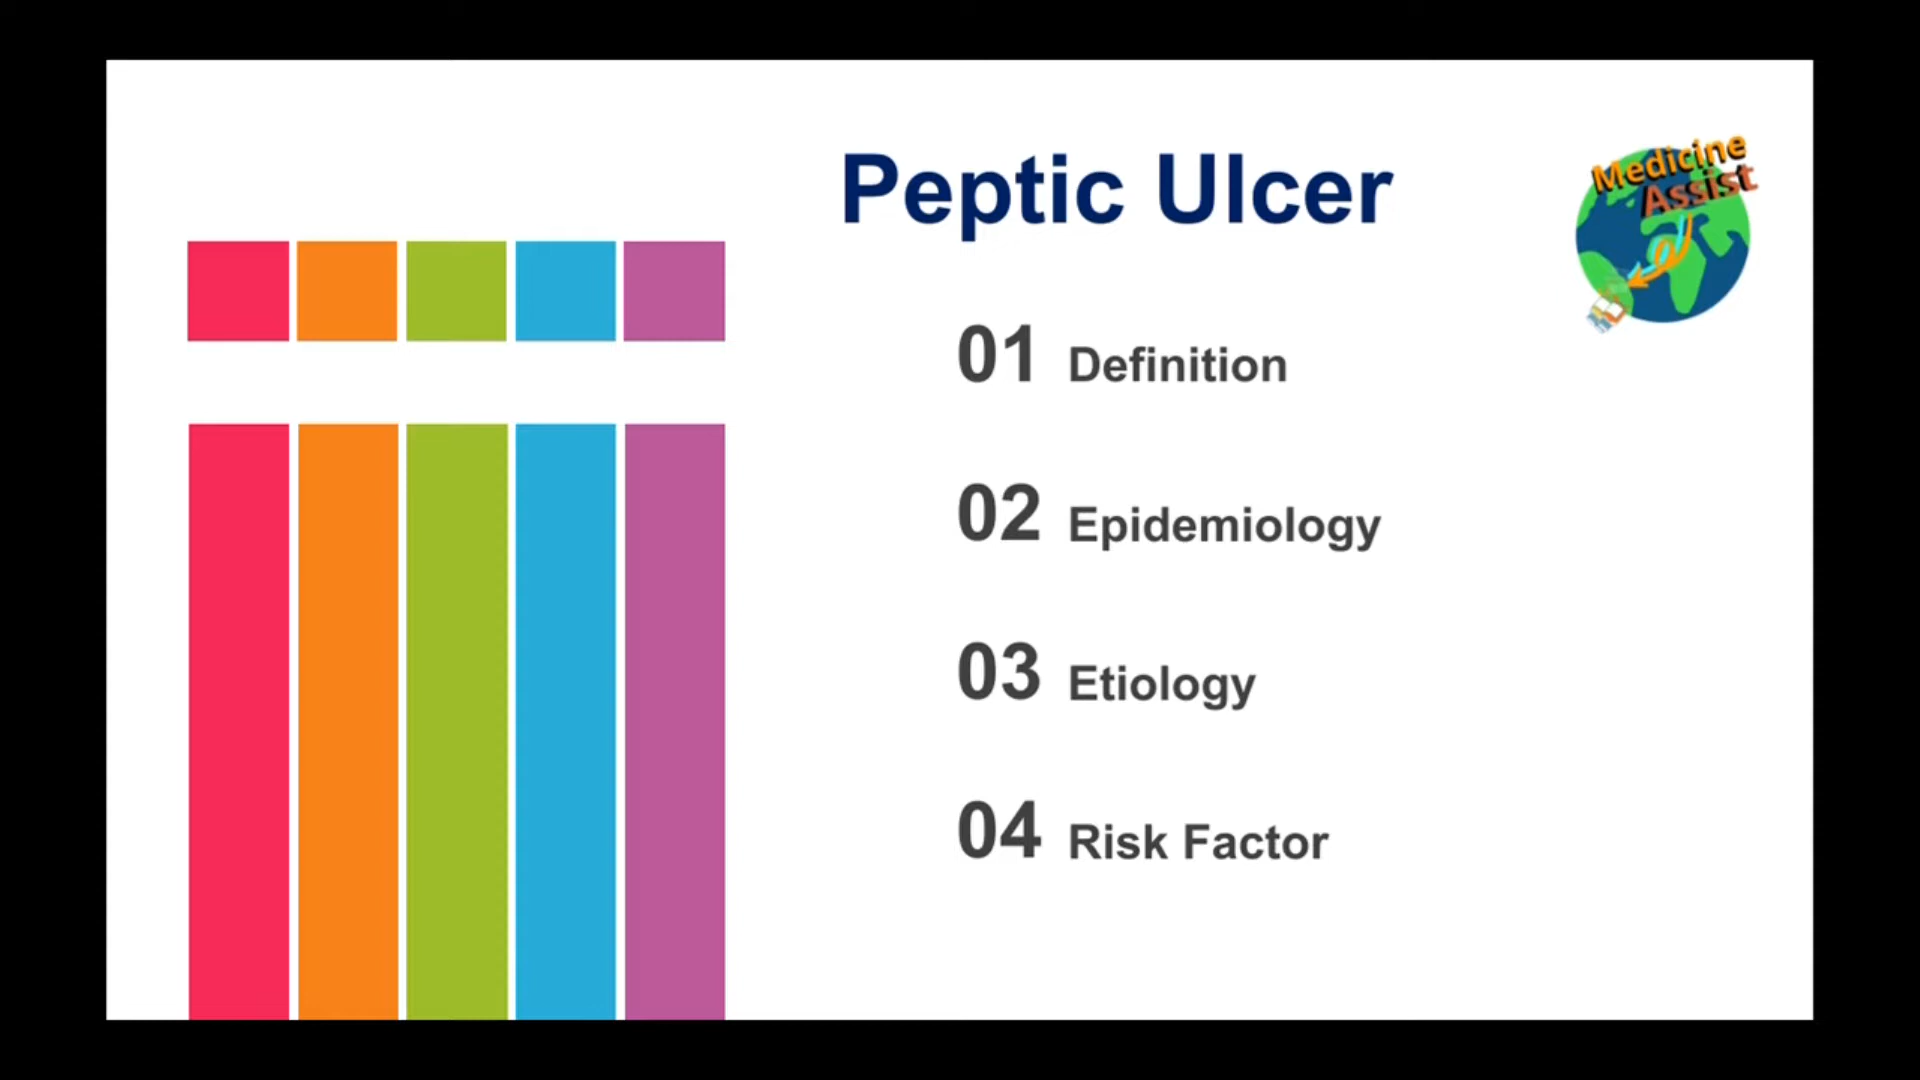 Peptic Ulcer
Medicine
Assist
01 Definition
02 Epidemiology
03 Etiology
04 Risk Factor